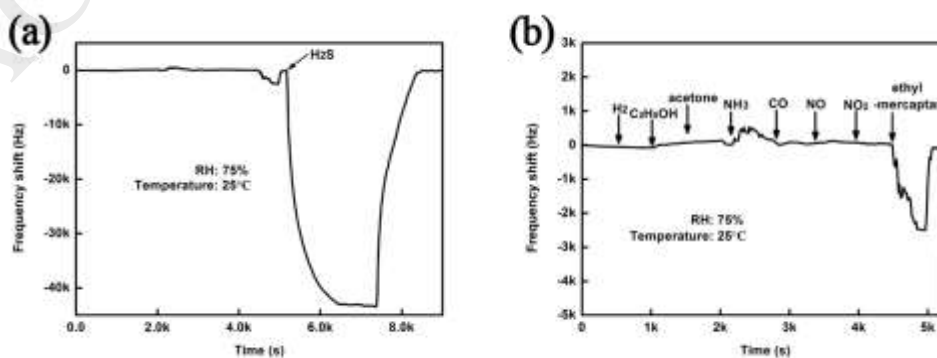 (a)
Frequency shift (Hz)
0
-10k
-20k
-30k
-40k
H2S
RH: 75%
Temperature: 25°C
0.0
2.0k
4.0k
6.0k
8.0k
Time (s)
(b)
Frequency shift (Hz)
3k
2k
1k
0
-1k
-2k
-3k
-4k
-5k
H2
C2H5OH
acetone
NH3
CO
NO
NO2
ethyl
-mercaptan
RH: 75%
Temperature: 25°C
0
1k
2k
3k
4k
5k
Time (s)